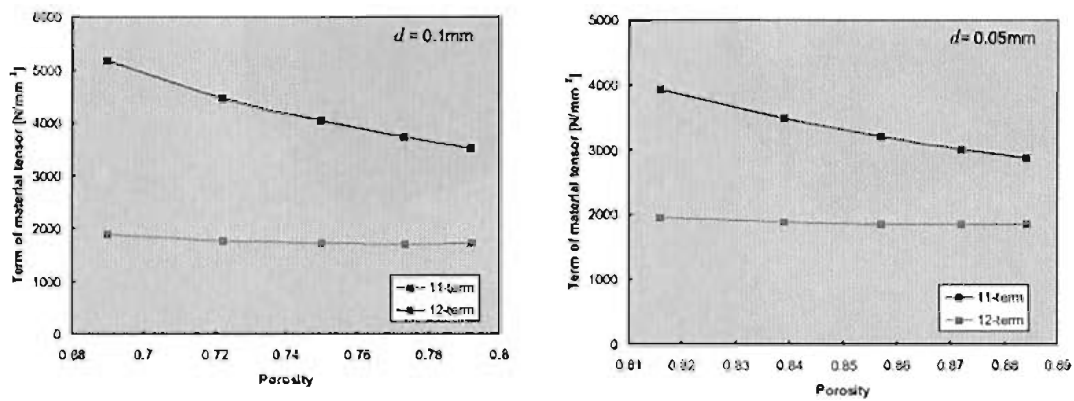 d = 0.1mm
6000
5000
4000
3000
2000
1000
0
Term of material tensor [N/mm²]
11-term
12-term
0.68 0.7 0.72 0.74 0.76 0.78 0.8
Porosity
d = 0.05mm
5000
4000
3000
2000
1000
0
Term of material tensor [N/mm²]
11-term
12-term
0.81 0.82 0.83 0.84 0.85 0.86 0.87 0.88 0.89
Porosity